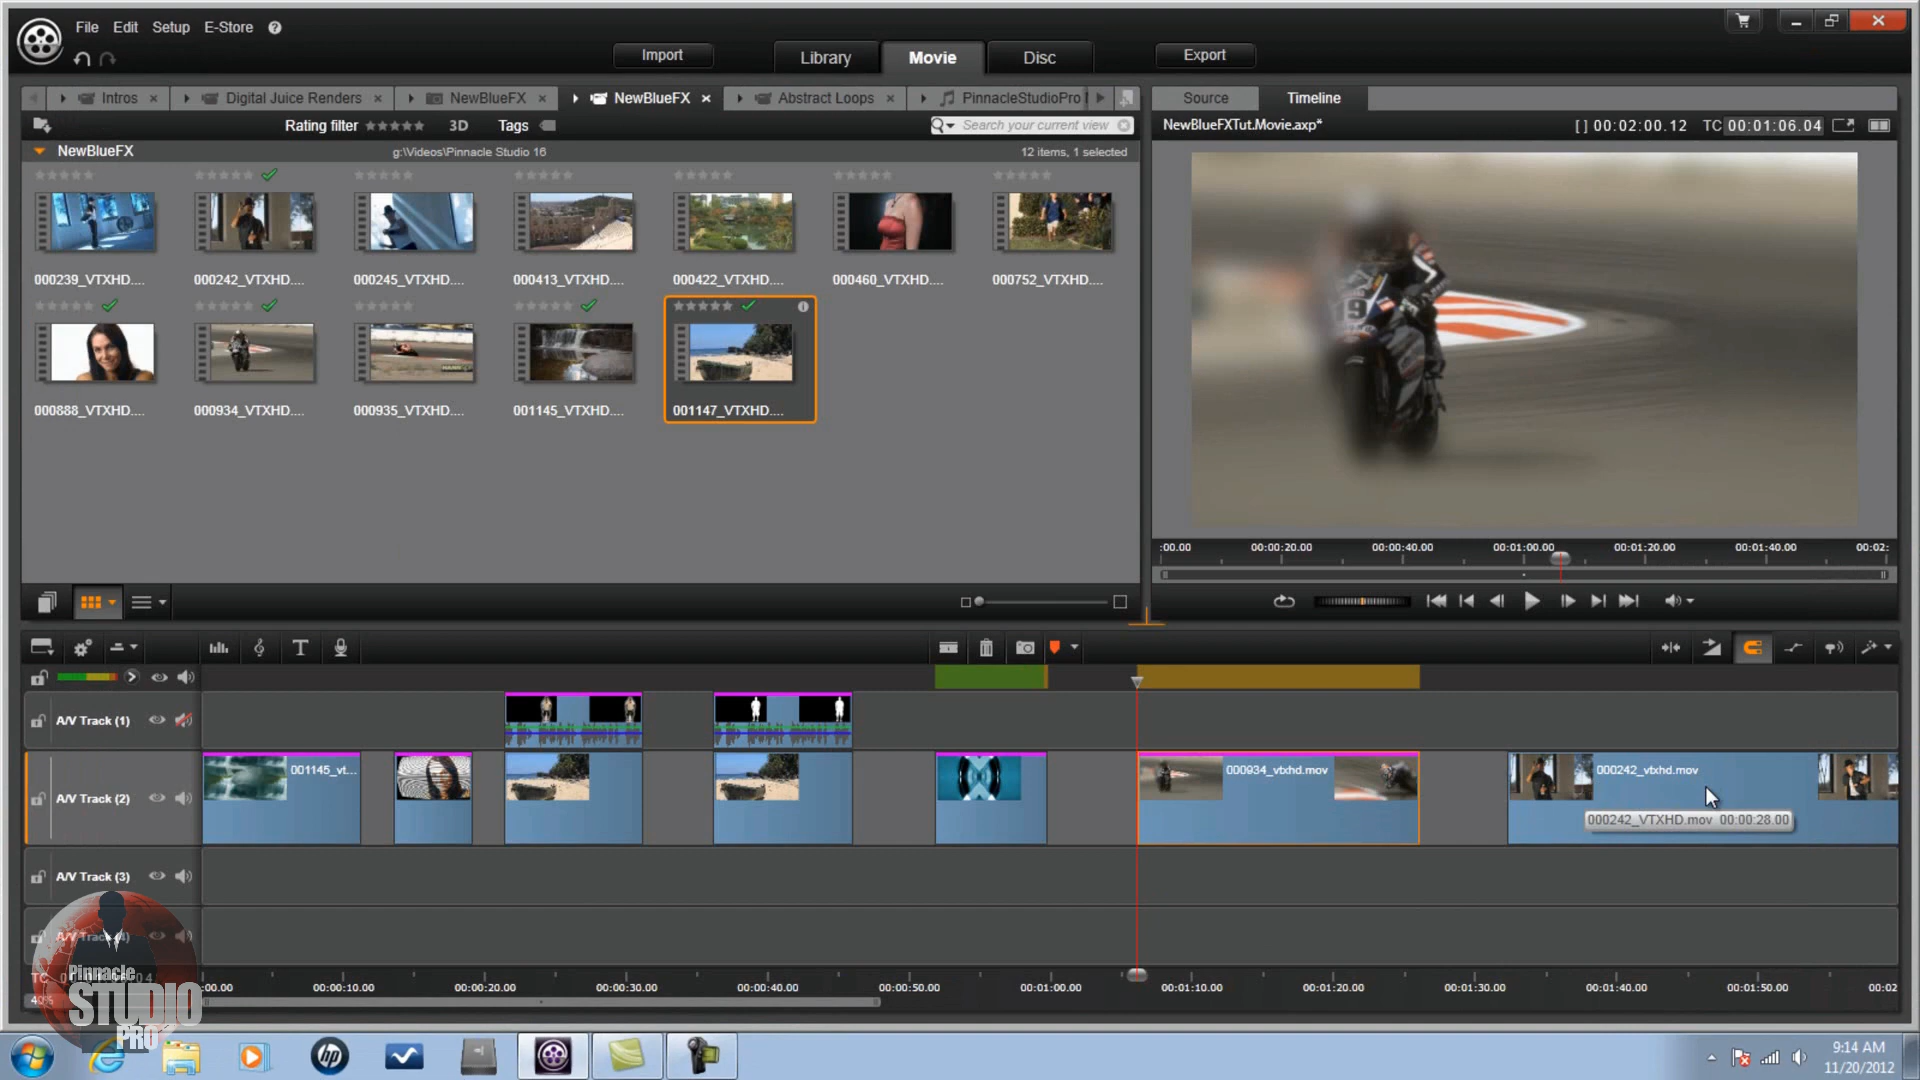 File Edit Setup E-Store ?
Import Library Movie Disc Export
Intros × Digital Juice Renders × NewBlueFX × NewBlueFX × Abstract Loops × PinnacleStudioPro
Source Timeline
Rating filter 3D Tags Search your current view
NewBlueFXTut.Movie.axp* [ ] 00:02:00.12 TC 00:01:06.04
NewBlueFX g:\Videos\Pinnacle Studio 16 12 items, 1 selected
000239_VTXHD.... 000242_VTXHD.... 000245_VTXHD.... 000413_VTXHD.... 000422_VTXHD.... 000460_VTXHD.... 000752_VTXHD....
000888_VTXHD.... 000934_VTXHD.... 000935_VTXHD.... 001145_VTXHD.... 001147_VTXHD....
19
:00.00 00:00:20.00 00:00:40.00 00:01:00.00 00:01:20.00 00:01:40.00 00:02:
A/V Track (1)
A/V Track (2)
001145_vt... 000934_vtxhd.mov 000242_vtxhd.mov
000242_VTXHD.mov 00:00:28.00
A/V Track (3)
A/V Track (4)
TC
:00.00 00:00:10.00 00:00:20.00 00:00:30.00 00:00:40.00 00:00:50.00 00:01:00.00 00:01:10.00 00:01:20.00 00:01:30.00 00:01:40.00 00:01:50.00 00:02
40%
Pinnacle
STUDIO
PRO
hp
9:14 AM
11/20/2012